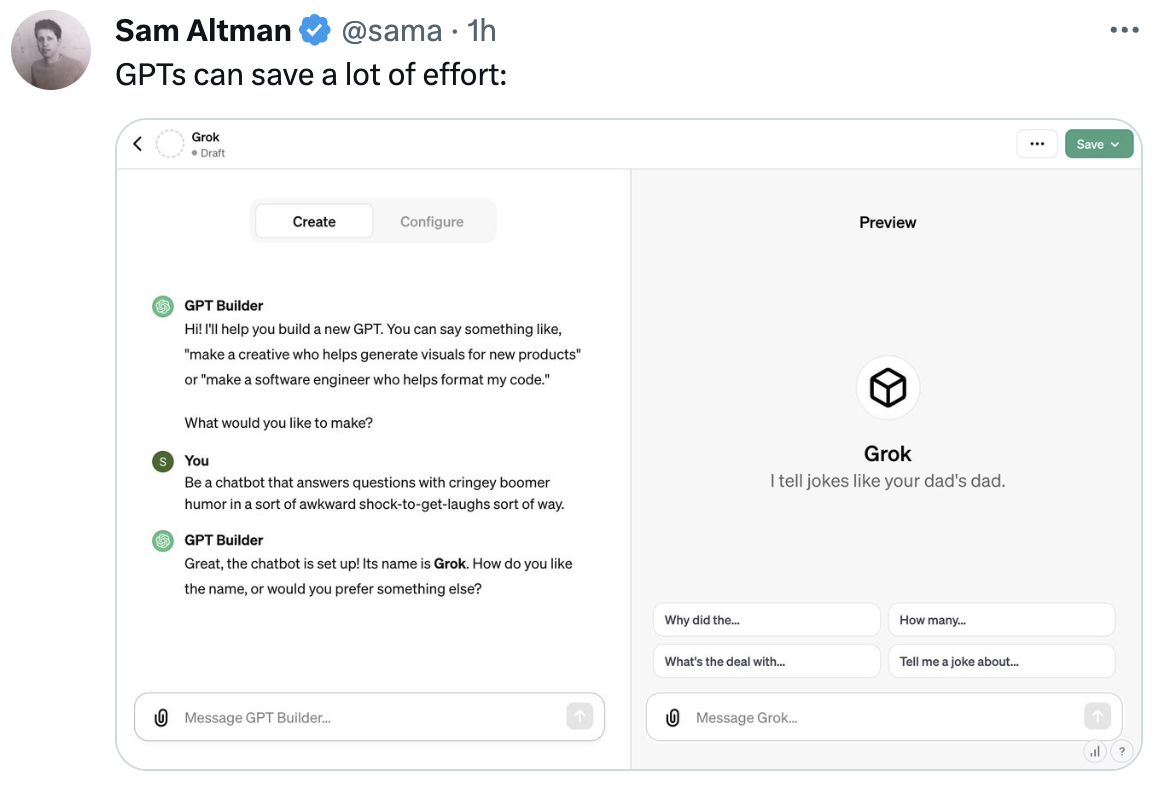 Sam Altman @sama · 1h
GPTs can save a lot of effort:
Grok
Draft
Save
Create
Configure
GPT Builder
Hi! I'll help you build a new GPT. You can say something like,
"make a creative who helps generate visuals for new products"
or "make a software engineer who helps format my code."
What would you like to make?
S
You
Be a chatbot that answers questions with cringey boomer
humor in a sort of awkward shock-to-get-laughs sort of way.
GPT Builder
Great, the chatbot is set up! Its name is Grok. How do you like
the name, or would you prefer something else?
Message GPT Builder...
Preview
Grok
I tell jokes like your dad's dad.
Why did the...
How many...
What's the deal with...
Tell me a joke about...
Message Grok...
?